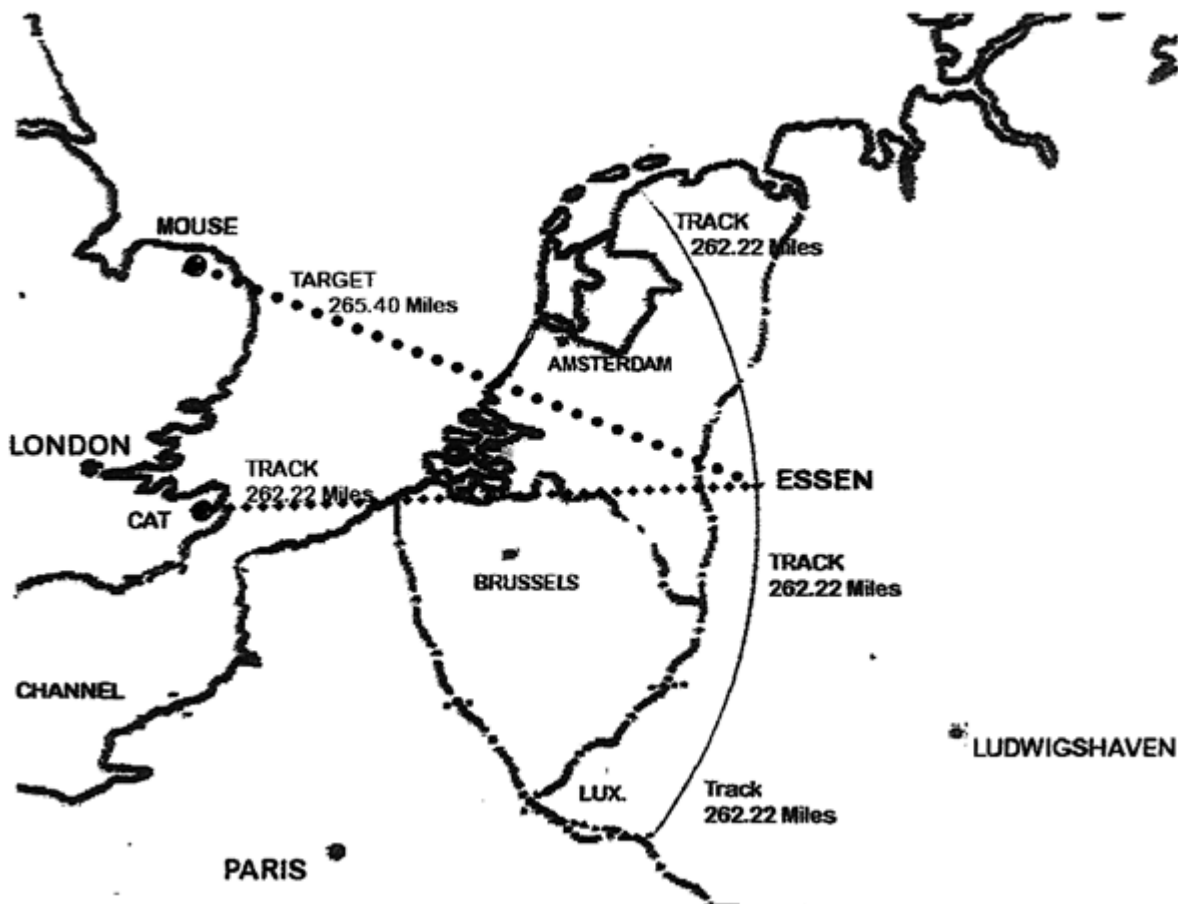 MOUSE
TRACK
262.22 Miles
TARGET
265.40 Miles
AMSTERDAM
LONDON
TRACK
262.22 Miles
ESSEN
CAT
BRUSSELS
TRACK
262.22 Miles
CHANNEL
LUDWIGSHAVEN
LUX.
Track
262.22 Miles
PARIS